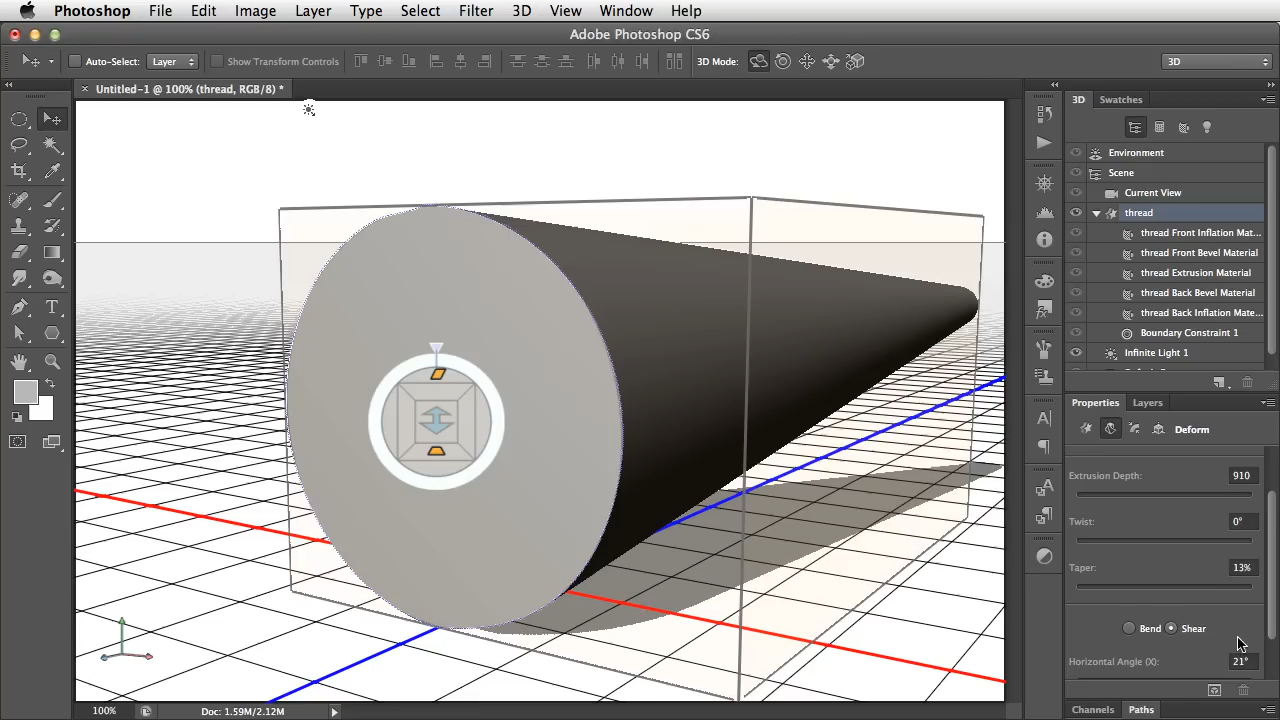 Photoshop File Edit Image Layer Type Select Filter 3D View Window Help
Adobe Photoshop CS6
Auto-Select: Layer Show Transform Controls 3D Mode: 3D
× Untitled-1 @ 100% (thread, RGB/8) *
3D Swatches
Environment
Scene
Current View
thread
thread Front Inflation Mat...
thread Front Bevel Material
thread Extrusion Material
thread Back Bevel Material
thread Back Inflation Mate...
Boundary Constraint 1
Infinite Light 1
Properties Layers
Deform
Extrusion Depth: 910
Twist: 0°
Taper: 13%
Bend Shear
Horizontal Angle (X): 21°
100% Doc: 1.59M/2.12M
Channels Paths